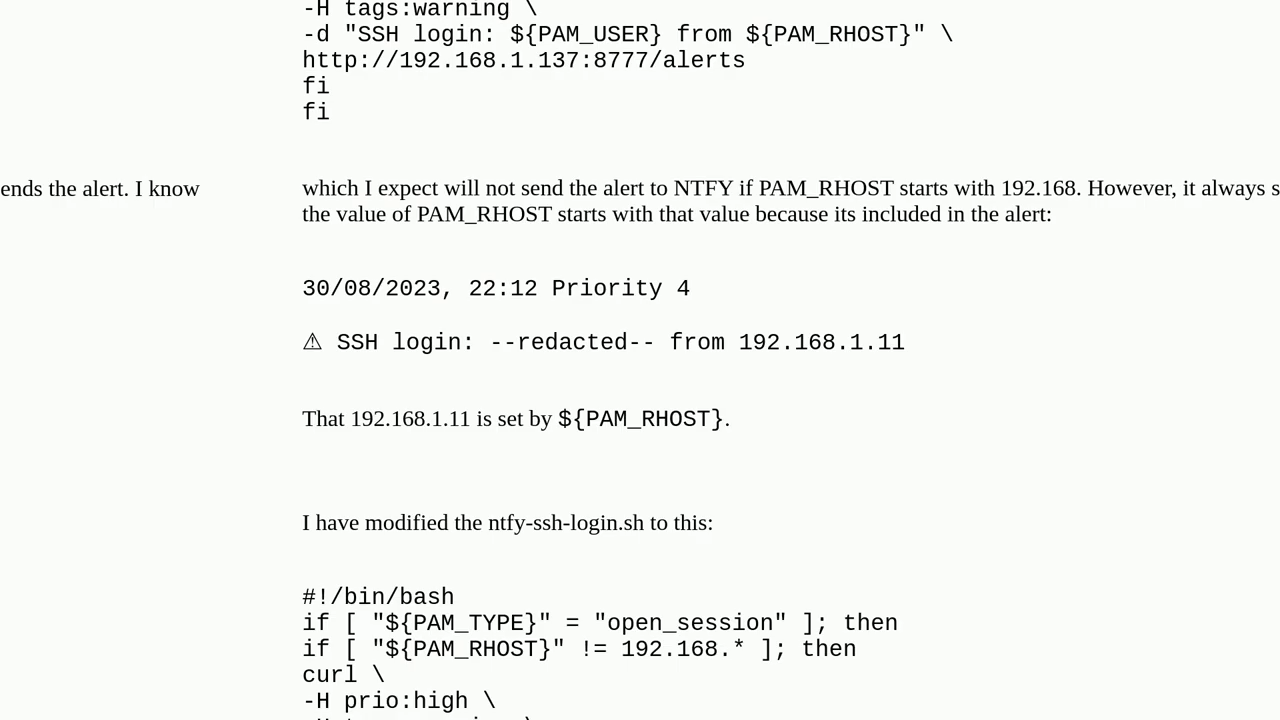 -H tags:warning \
-d "SSH login: ${PAM_USER} from ${PAM_RHOST}" \
http://192.168.1.137:8777/alerts
fi
fi
ends the alert. I know
which I expect will not send the alert to NTFY if PAM_RHOST starts with 192.168. However, it always s
the value of PAM_RHOST starts with that value because its included in the alert:
30/08/2023, 22:12 Priority 4
⚠ SSH login: --redacted-- from 192.168.1.11
That 192.168.1.11 is set by ${PAM_RHOST}.
I have modified the ntfy-ssh-login.sh to this:
#!/bin/bash
if [ "${PAM_TYPE}" = "open_session" ]; then
if [ "${PAM_RHOST}" != 192.168.* ]; then
curl \
-H prio:high \